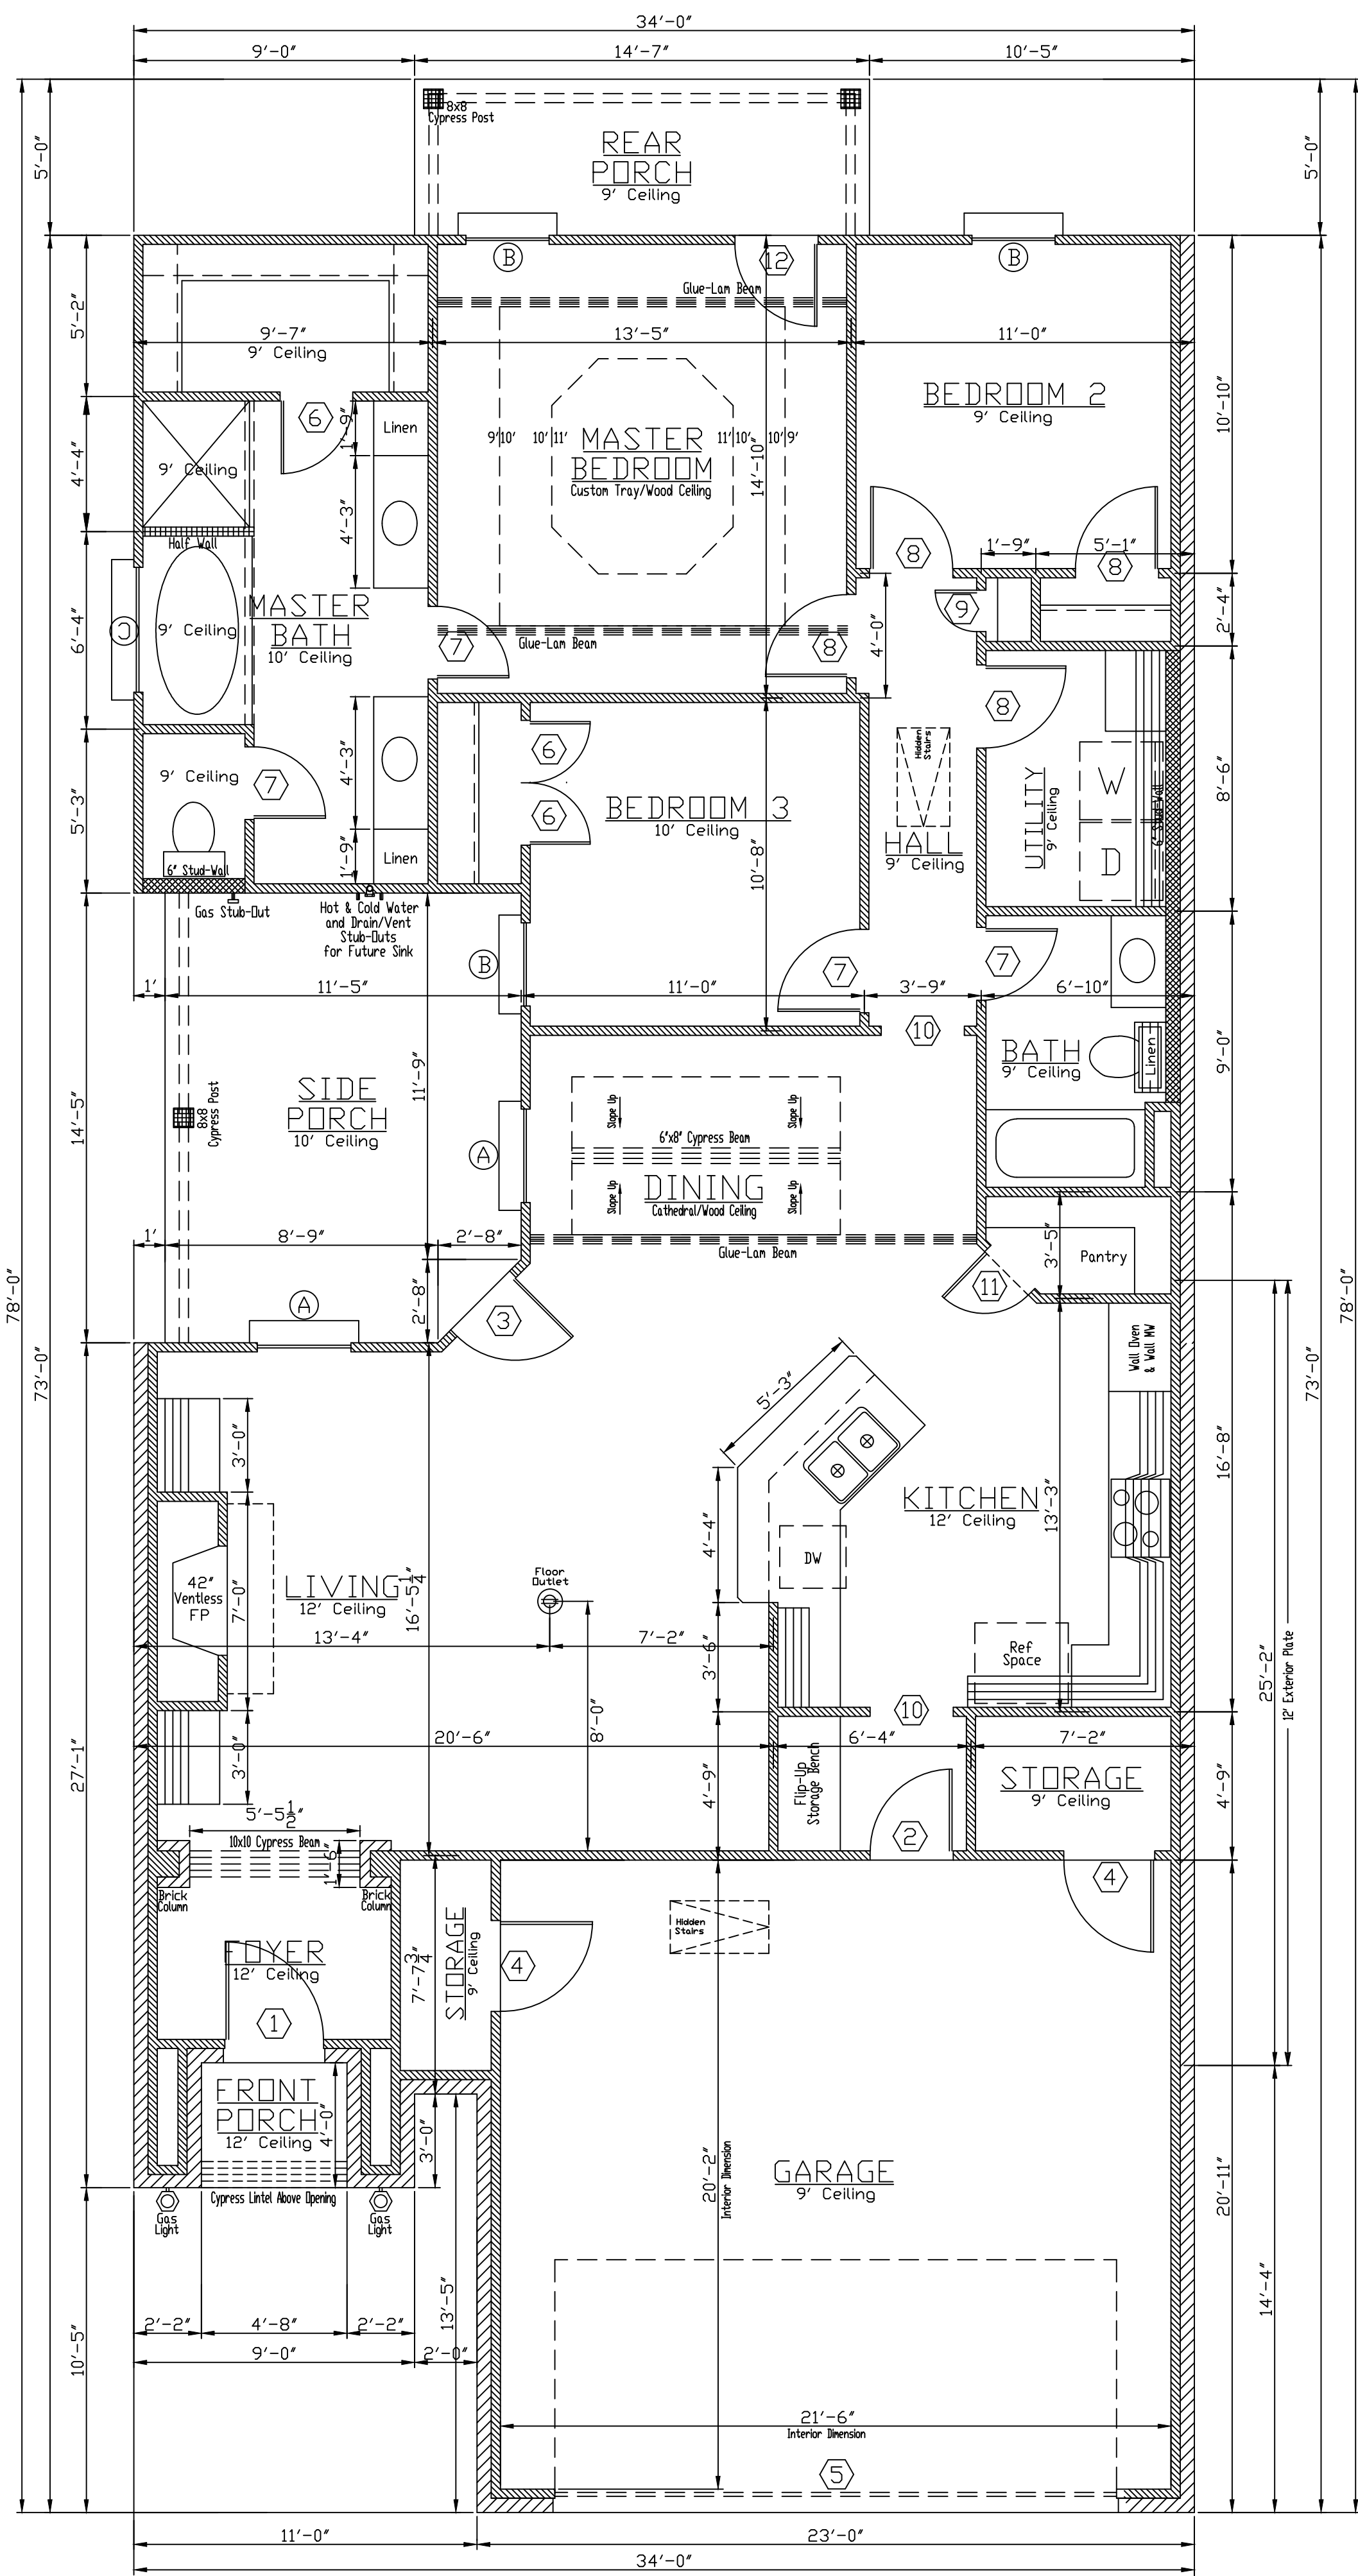 34'-0"
9'-0"
14'-7"
10'-5"
5'-0"
8x8
Cypress Post
REAR
PORCH
9' Ceiling
5'-0"
B
12
B
Glue-Lam Beam
5'-2"
9'-7"
9' Ceiling
13'-5"
11'-0"
10'-10"
BEDROOM 2
9' Ceiling
6
1'-9"
Linen
9' 10'
10' 11'
MASTER
BEDROOM
Custom Tray/Wood Ceiling
11' 10'
10' 9'
14'-10"
4'-4"
9' Ceiling
4'-3"
Half Wall
8
1'-9"
5'-1"
8
C
6'-4"
9' Ceiling
MASTER
BATH
10' Ceiling
7
Glue-Lam Beam
8
4'-0"
9
2'-4"
8
4'-3"
6
6
BEDROOM 3
10' Ceiling
10'-8"
Hidden
Stairs
HALL
9' Ceiling
UTILITY
9' Ceiling
W
D
6" Stud-Wall
8'-6"
9' Ceiling
7
5'-3"
6" Stud-Wall
1'-9"
Linen
Gas Stub-Out
Hot & Cold Water
and Drain/Vent
Stub-Outs
for Future Sink
B
7
7
1'
11'-5"
11'-0"
3'-9"
6'-10"
10
BATH
9' Ceiling
Linen
9'-0"
11'-9"
SIDE
PORCH
10' Ceiling
8x8
Cypress Post
14'-5"
A
Slope Up
Slope Up
6"x8" Cypress Beam
DINING
Cathedral/Wood Ceiling
Slope Up
Slope Up
Glue-Lam Beam
1'
8'-9"
2'-8"
2'-8"
3'-5"
Pantry
11
A
3
78'-0"
73'-0"
73'-0"
78'-0"
Wall Oven
& Wall MW
5'-3"
3'-0"
16'-8"
KITCHEN
12' Ceiling
13'-3"
4'-4"
DW
42"
Ventless
FP
7'-0"
LIVING
12' Ceiling
16'-5 1/4"
Floor
Outlet
13'-4"
7'-2"
3'-6"
Ref
Space
25'-2"
12' Exterior Plate
10
27'-1"
3'-0"
20'-6"
8'-0"
6'-4"
7'-2"
4'-9"
Flip-Up
Storage Bench
STORAGE
9' Ceiling
4'-9"
5'-5 1/2"
10x10 Cypress Beam
1'-6"
2
4
Brick
Column
Brick
Column
Hidden
Stairs
FOYER
12' Ceiling
STORAGE
9' Ceiling
7'-7 3/4"
4
1
FRONT
PORCH
12' Ceiling
4'-0"
3'-0"
20'-2"
Interior Dimension
GARAGE
9' Ceiling
20'-11"
Cypress Lintel Above Opening
Gas
Light
Gas
Light
10'-5"
13'-5"
14'-4"
2'-2"
4'-8"
2'-2"
9'-0"
2'-0"
21'-6"
Interior Dimension
5
11'-0"
23'-0"
34'-0"